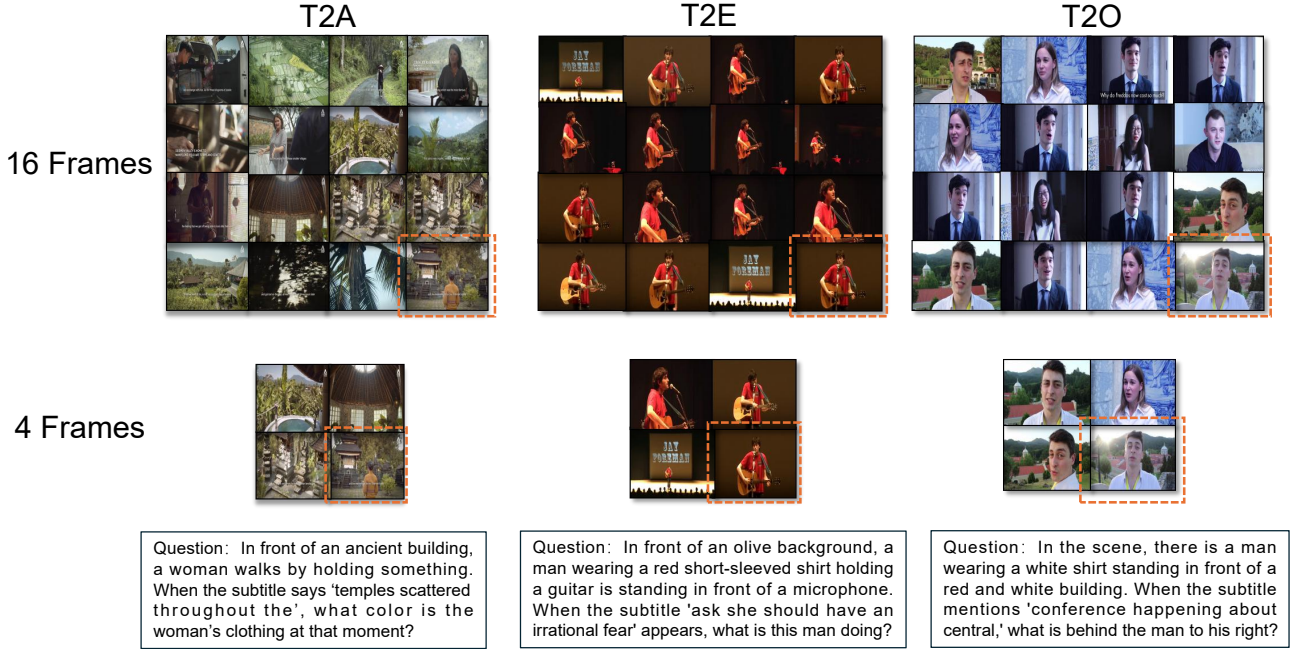 T2A
T2E
T2O
16 Frames
JAY
FOREMAN
Why do freddos now cost so much?
JAY
FOREMAN
4 Frames
JAY
FOREMAN
Question: In front of an ancient building,
a woman walks by holding something.
When the subtitle says ‘temples scattered
throughout the’, what color is the
woman’s clothing at that moment?
Question: In front of an olive background, a
man wearing a red short-sleeved shirt holding
a guitar is standing in front of a microphone.
When the subtitle 'ask she should have an
irrational fear' appears, what is this man doing?
Question: In the scene, there is a man
wearing a white shirt standing in front of a
red and white building. When the subtitle
mentions 'conference happening about
central,' what is behind the man to his right?